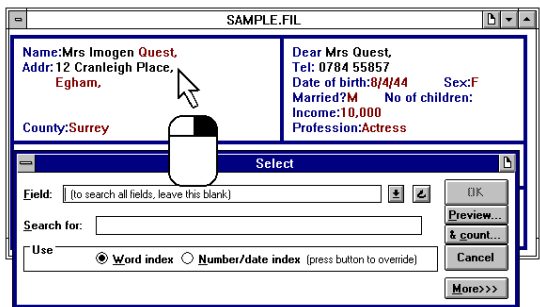 SAMPLE.FIL
Name:Mrs Imogen Quest,
Addr:12 Cranleigh Place,
Egham,
County:Surrey
Dear Mrs Quest,
Tel: 0784 55857
Date of birth:8/4/44 Sex:F
Married?M No of children:
Income:10,000
Profession:Actress
Select
Field: (to search all fields, leave this blank)
OK
Search for:
Preview...
& count...
Use
Word index Number/date index (press button to override)
Cancel
More>>>